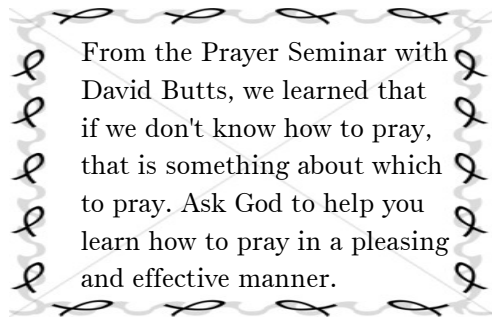 From the Prayer Seminar with
David Butts, we learned that
if we don't know how to pray,
that is something about which
to pray. Ask God to help you
learn how to pray in a pleasing
and effective manner.